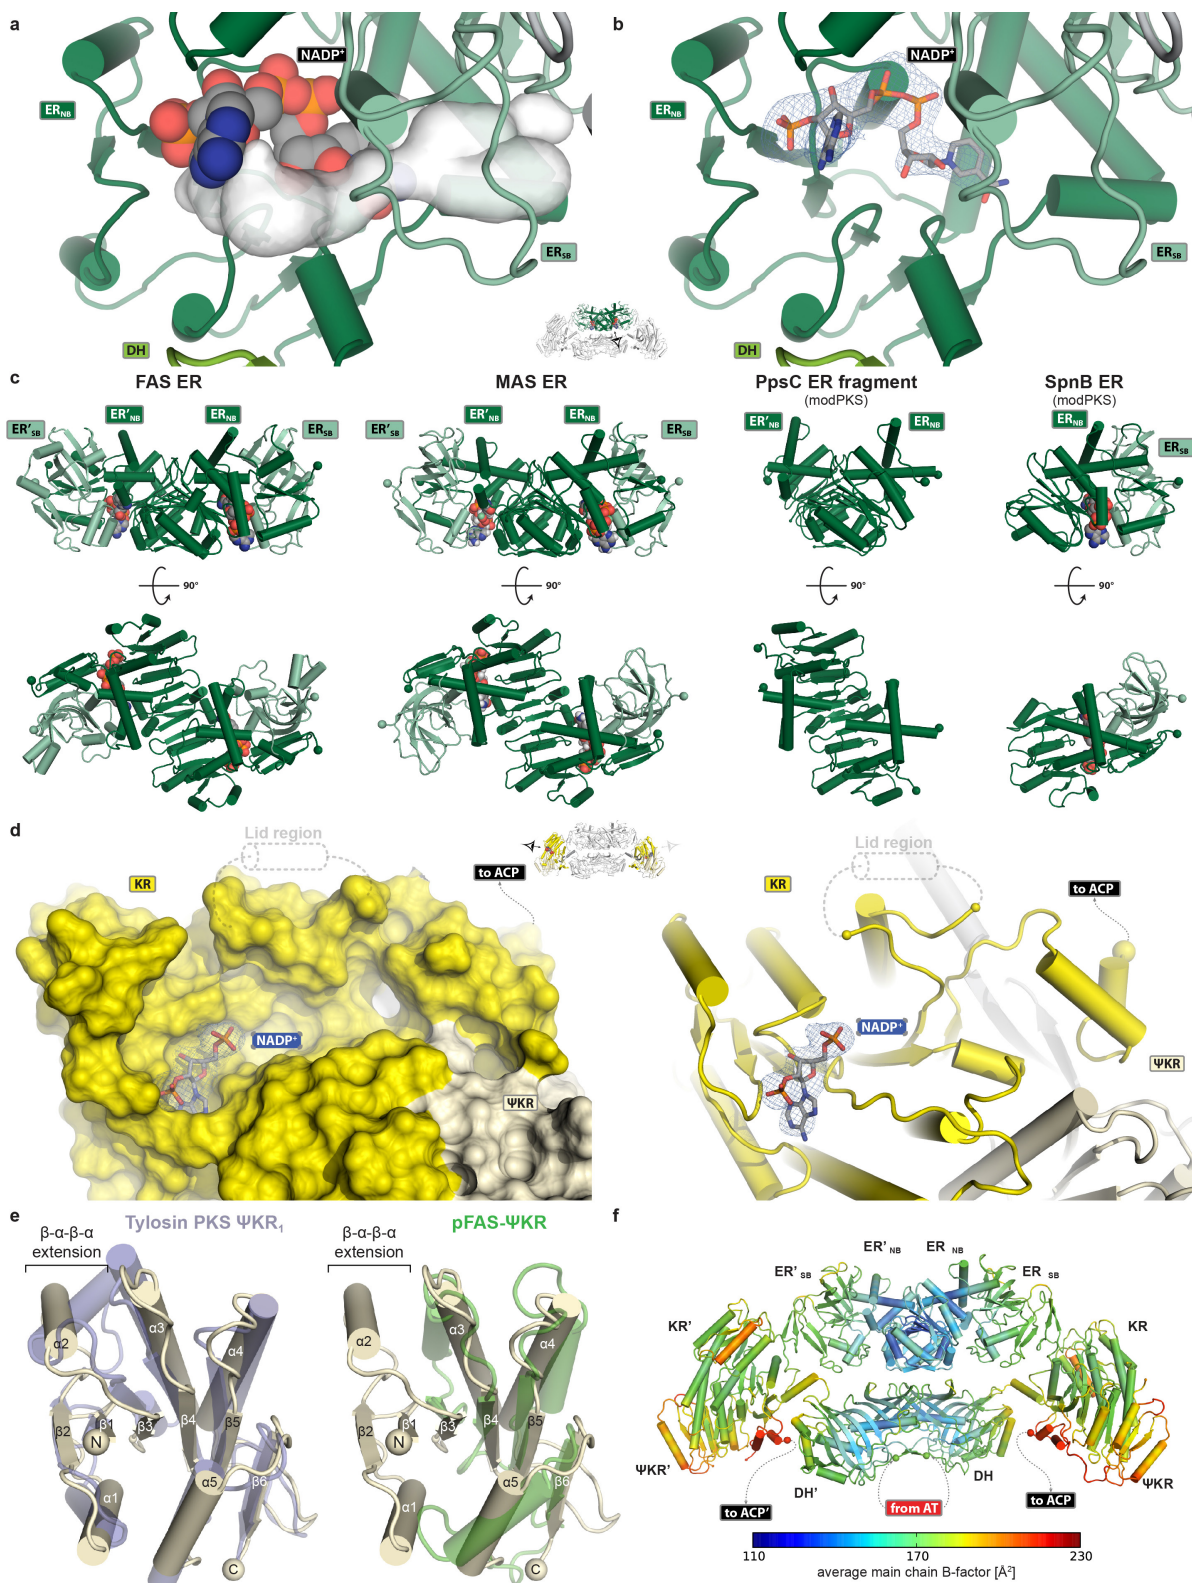 a
NADP⁺
ER_NB
ER_SB
DH
b
NADP⁺
ER_NB
ER_SB
DH
c
FAS ER
MAS ER
PpsC ER fragment
(modPKS)
SpnB ER
(modPKS)
ER'_SB
ER'_NB
ER_NB
ER_SB
ER'_SB
ER'_NB
ER_NB
ER_SB
ER'_NB
ER_NB
ER_NB
ER_SB
90°
90°
90°
90°
d
Lid region
KR
to ACP
NADP⁺
ΨKR
Lid region
KR
to ACP
NADP⁺
ΨKR
e
Tylosin PKS ΨKR₁
β-α-β-α
extension
α2
α3
α4
β2
β1
β3
β4
β5
N
α5
β6
α1
C
pFAS-ΨKR
β-α-β-α
extension
α2
α3
α4
β2
β1
β3
β4
β5
N
α5
β6
α1
C
f
ER'_NB
ER_NB
ER'_SB
ER_SB
KR'
KR
ΨKR'
ΨKR
DH'
DH
to ACP'
from AT
to ACP
110
170
230
average main chain B-factor [Å²]